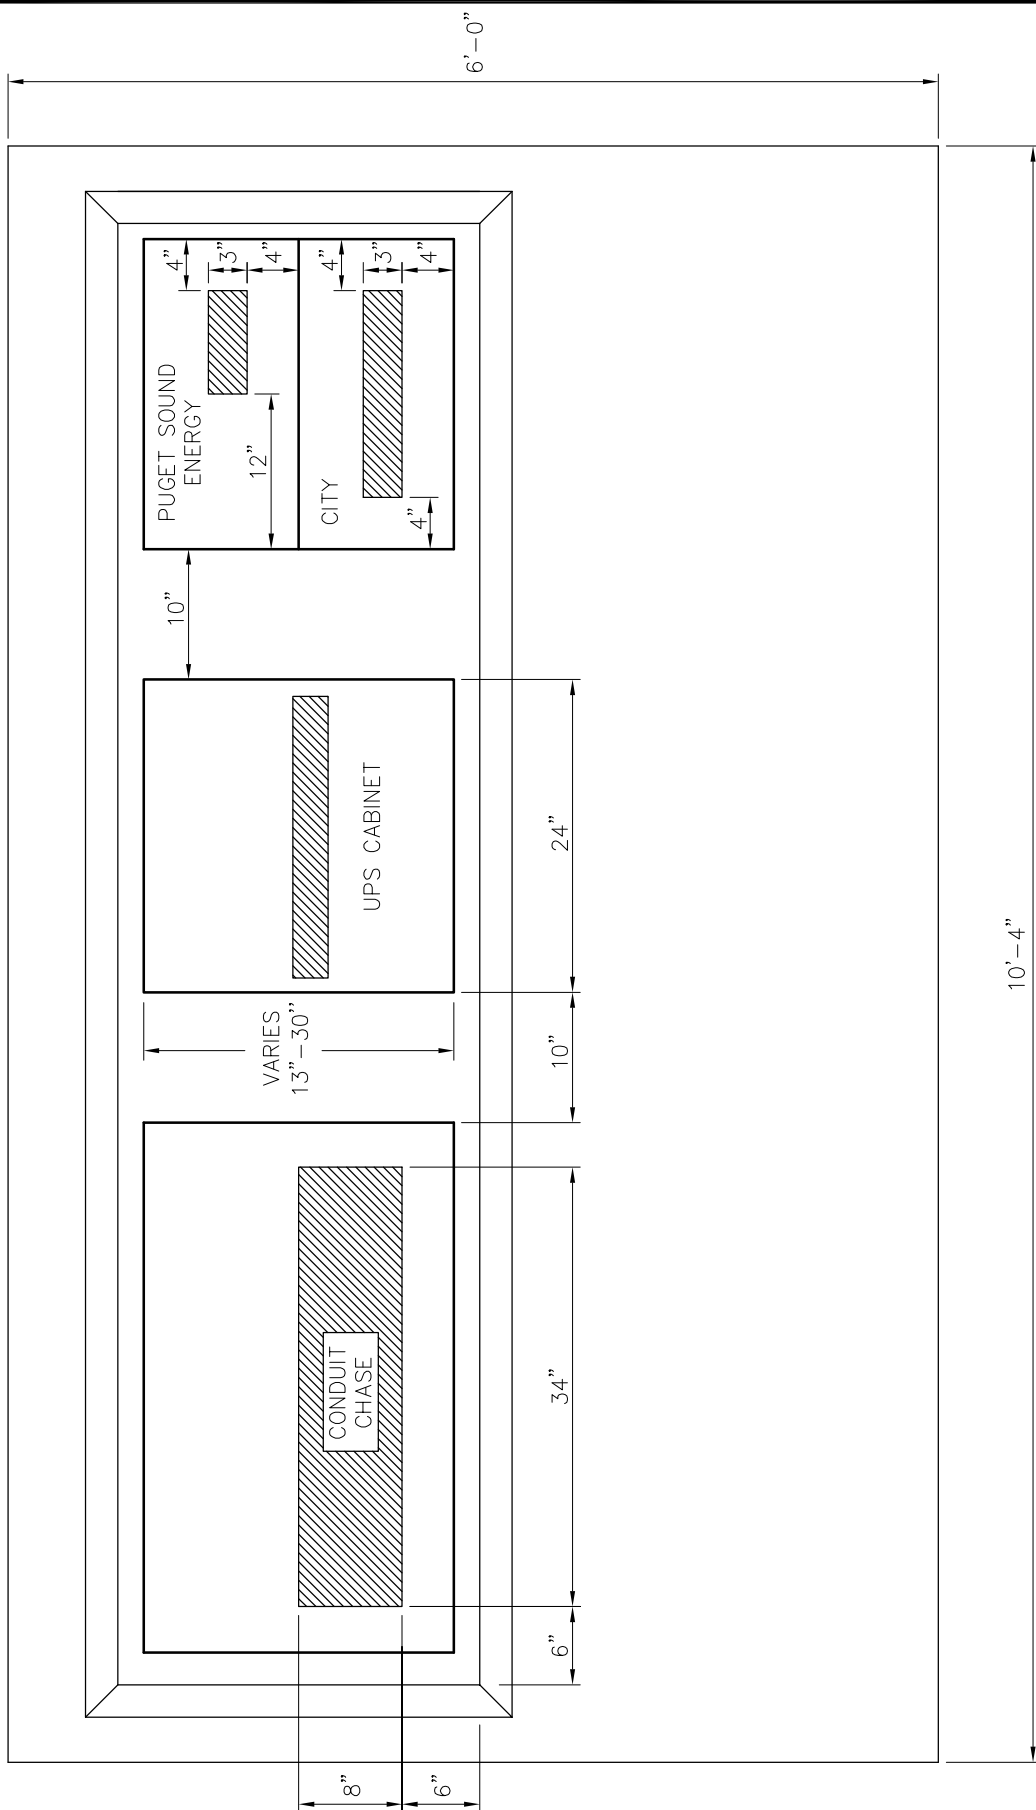 6'-0"
4"
3"
4"
PUGET SOUND
ENERGY
12"
4"
3"
4"
CITY
4"
10"
UPS CABINET
24"
VARIES
13"-30"
10"
CONDUIT
CHASE
34"
6"
8"
6"
10'-4"